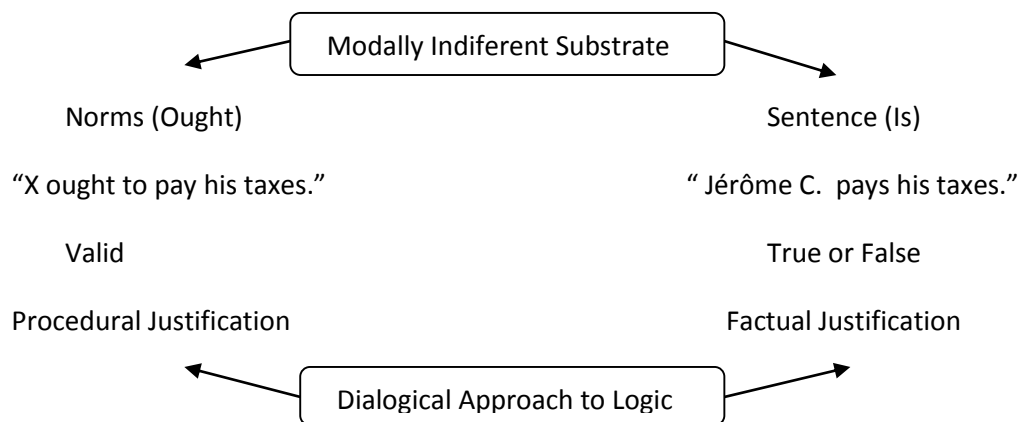 Modally Indiferent Substrate
Norms (Ought) Sentence (Is)
“X ought to pay his taxes.” “ Jérôme C. pays his taxes.”
Valid True or False
Procedural Justification Factual Justification
Dialogical Approach to Logic